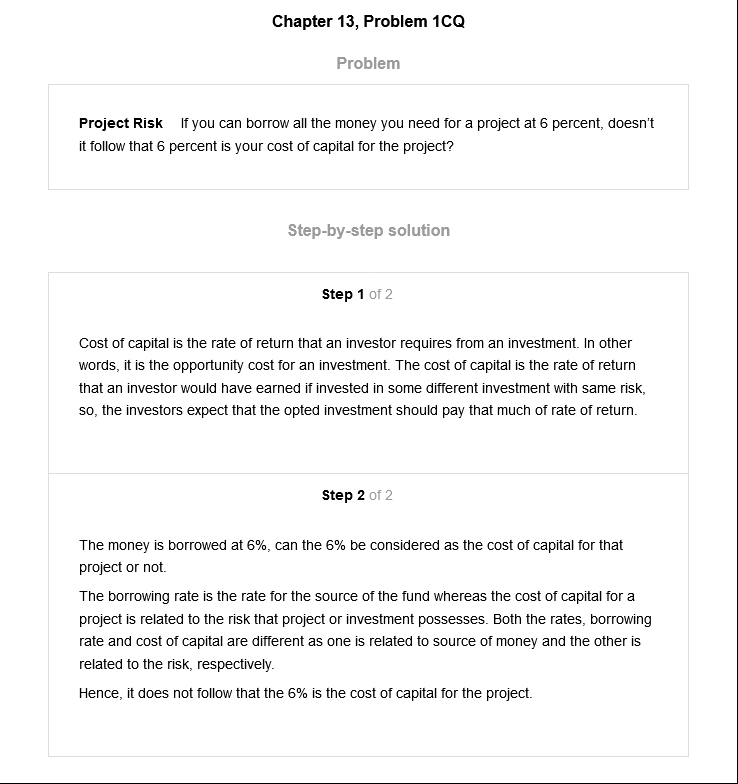 Chapter 13, Problem 1CQ
Problem
Project Risk If you can borrow all the money you need for a project at 6 percent, doesn’t
it follow that 6 percent is your cost of capital for the project?
Step-by-step solution
Step 1 of 2
Cost of capital is the rate of return that an investor requires from an investment. In other
words, it is the opportunity cost for an investment. The cost of capital is the rate of return
that an investor would have earned if invested in some different investment with same risk,
so, the investors expect that the opted investment should pay that much of rate of return.
Step 2 of 2
The money is borrowed at 6%, can the 6% be considered as the cost of capital for that
project or not.
The borrowing rate is the rate for the source of the fund whereas the cost of capital for a
project is related to the risk that project or investment possesses. Both the rates, borrowing
rate and cost of capital are different as one is related to source of money and the other is
related to the risk, respectively.
Hence, it does not follow that the 6% is the cost of capital for the project.